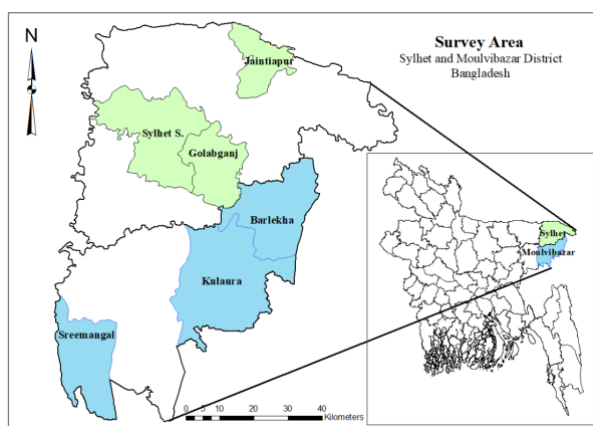 N
Survey Area
Sylhet and Moulvibazar District
Bangladesh
Jaintiapur
Sylhet S.
Golabganj
Barlekha
Kulaura
Sreemangal
Sylhet
Moulvibazar
0 5 10 20 30 40
Kilometers